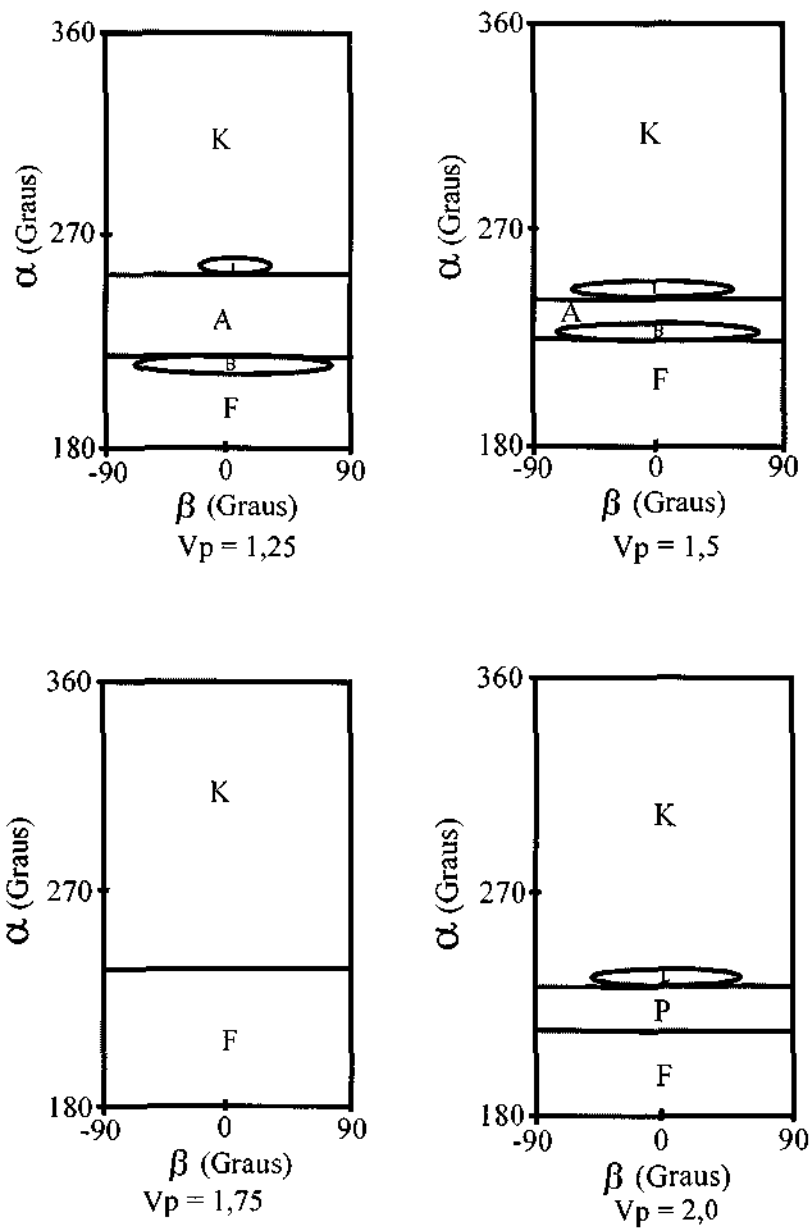 360
K
α (Graus)
270
I
A
B
F
180
-90 0 90
β (Graus)
Vp = 1,25
360
K
α (Graus)
270
I
A
B
F
180
-90 0 90
β (Graus)
Vp = 1,5
360
K
α (Graus)
270
F
180
-90 0 90
β (Graus)
Vp = 1,75
360
K
α (Graus)
270
P
F
180
-90 0 90
β (Graus)
Vp = 2,0